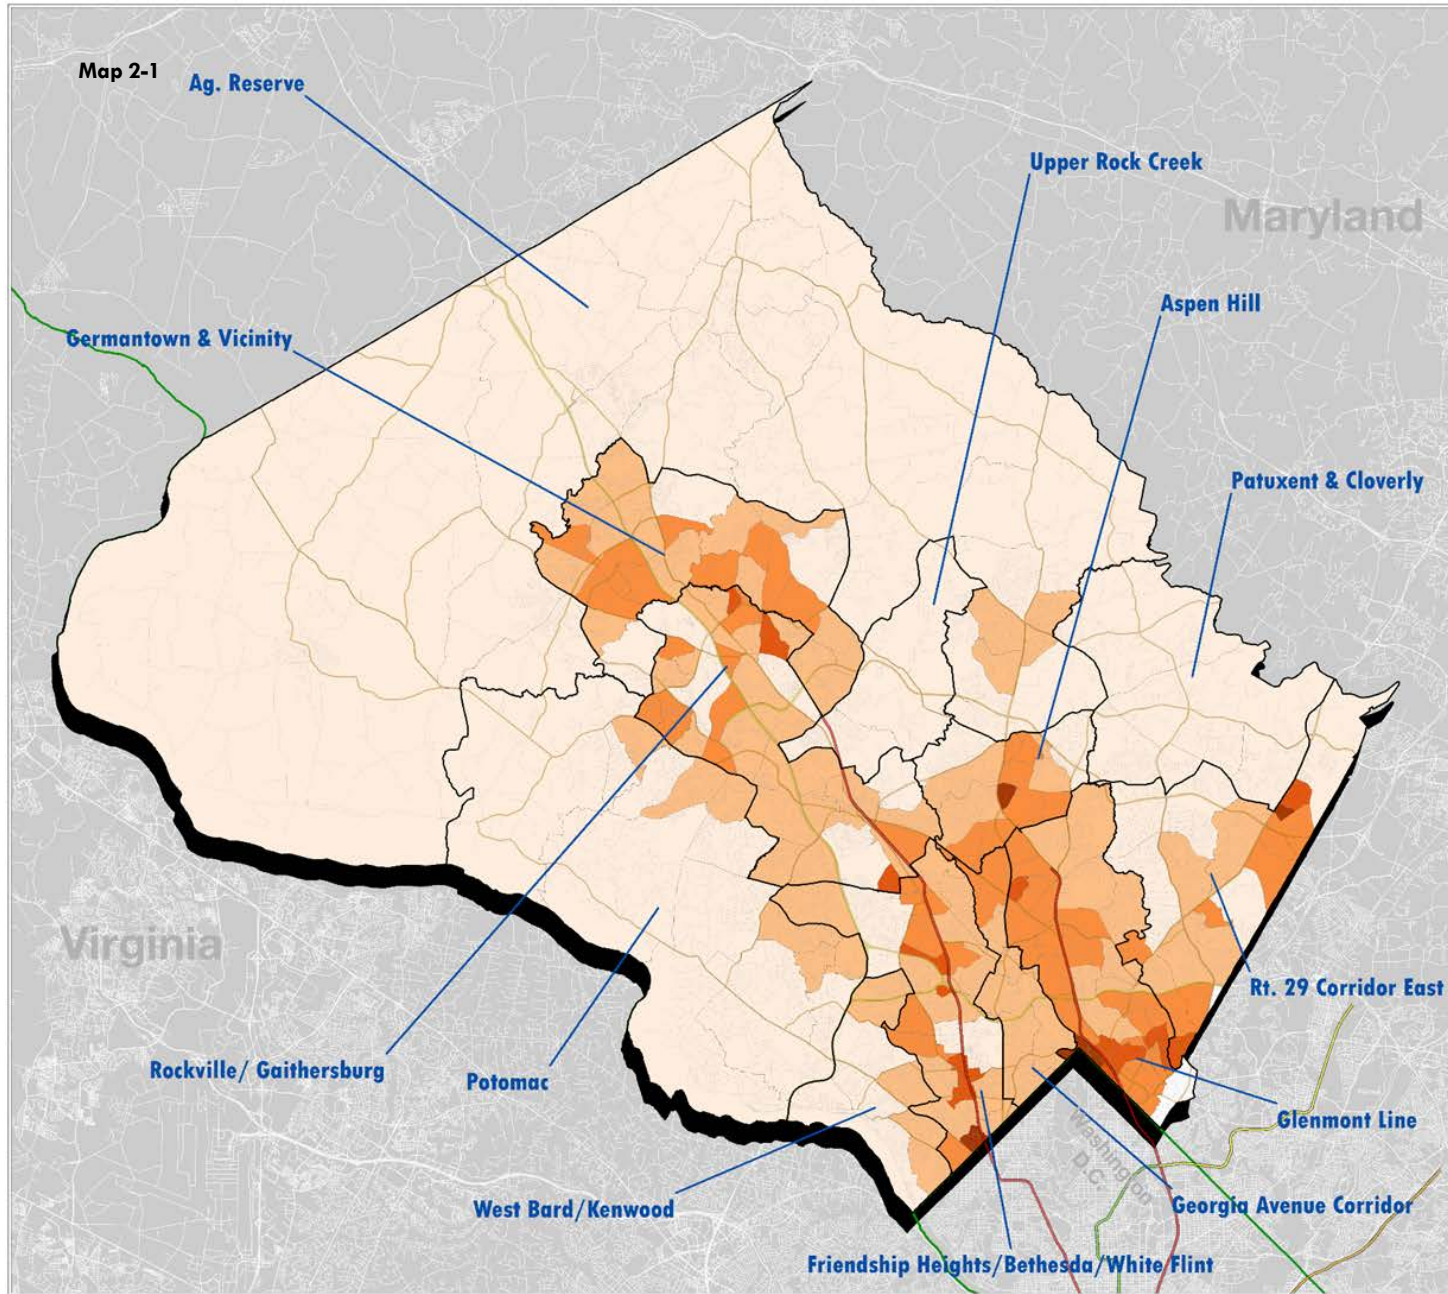 Map 2-1
Ag. Reserve
Upper Rock Creek
Maryland
Aspen Hill
Germantown & Vicinity
Patuxent & Cloverly
Virginia
Rt. 29 Corridor East
Rockville/ Gaithersburg
Potomac
Glenmont Line
Washington
D.C.
West Bard/Kenwood
Georgia Avenue Corridor
Friendship Heights/Bethesda/White Flint